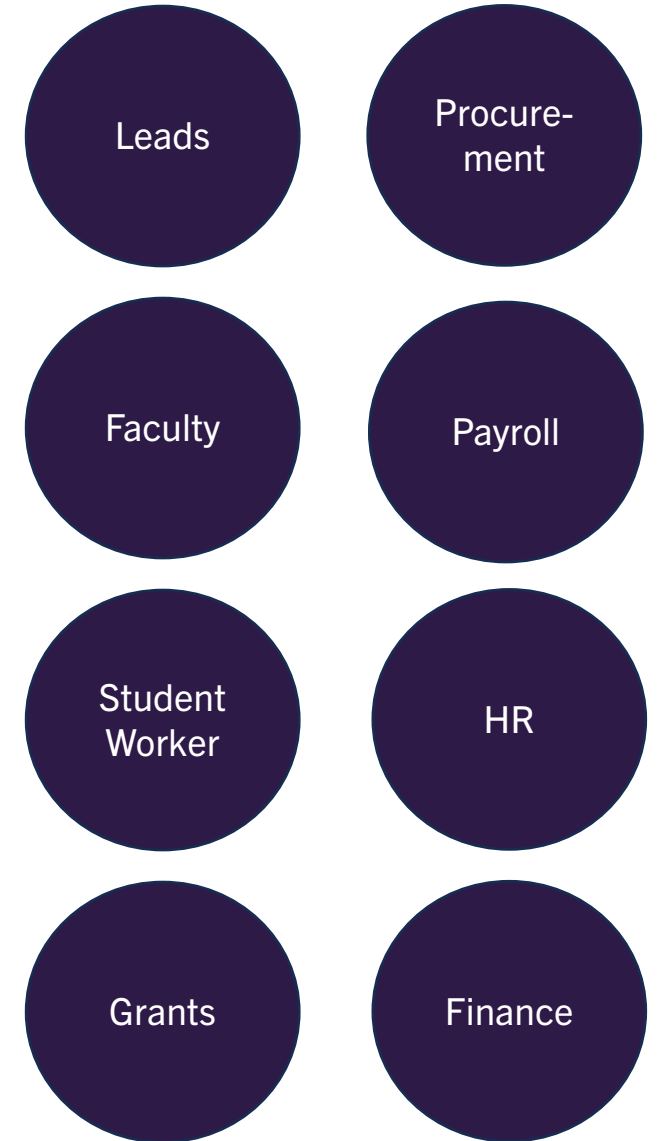 Leads
Procure-
ment
Faculty
Payroll
Student
Worker
HR
Grants
Finance